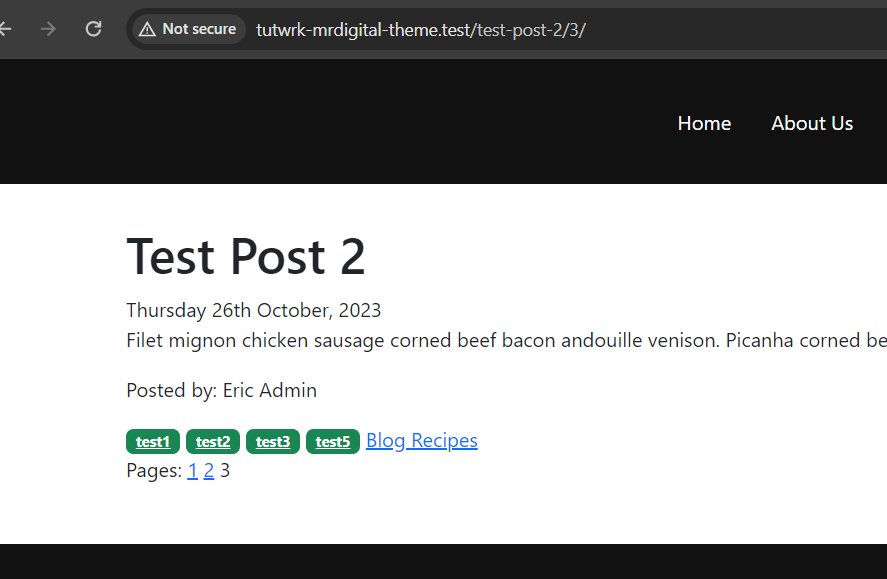 Not secure tutwrk-mrdigital-theme.test/test-post-2/3/
Home About Us
Test Post 2
Thursday 26th October, 2023
Filet mignon chicken sausage corned beef bacon andouille venison. Picanha corned be
Posted by: Eric Admin
test1 test2 test3 test5 Blog Recipes
Pages: 1 2 3